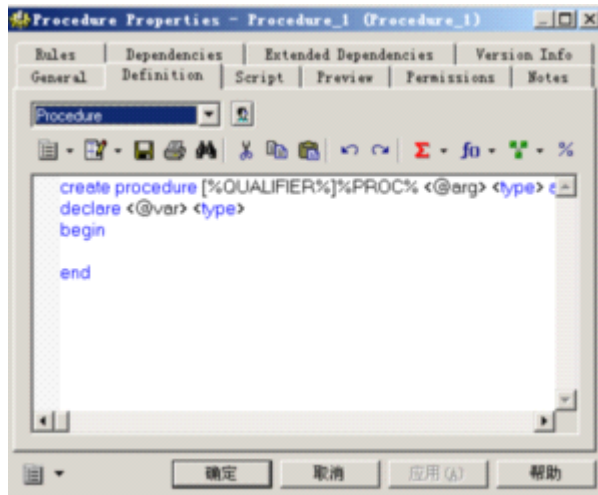 Procedure Properties - Procedure_1 (Procedure_1)
Rules Dependencies Extended Dependencies Version Info
General Definition Script Preview Permissions Notes
Procedure
Σ fo %
create procedure [%QUALIFIER%]%PROC% <@arg> <type> a
declare <@var> <type>
begin
end
确定 取消 应用(A) 帮助